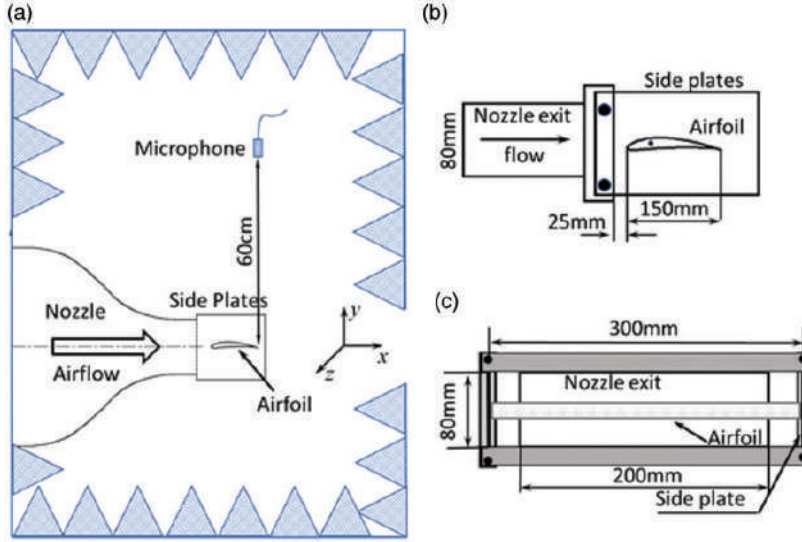 (a)
Microphone
60cm
Nozzle
Side Plates
Airflow
y
x
z
Airfoil
(b)
Side plates
Nozzle exit
Airfoil
flow
80mm
150mm
25mm
(c)
300mm
Nozzle exit
80mm
Airfoil
200mm
Side plate